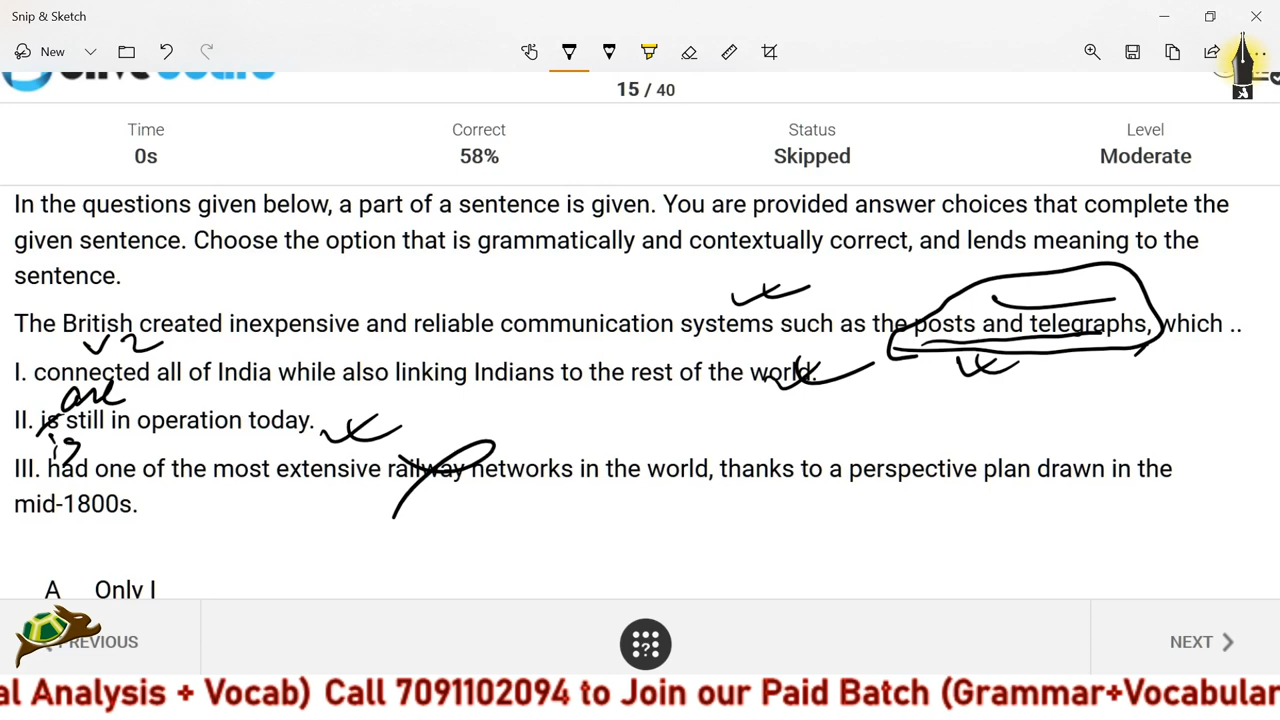 Snip & Sketch
New
15 / 40
Time Correct Status Level
0s 58% Skipped Moderate
In the questions given below, a part of a sentence is given. You are provided answer choices that complete the
given sentence. Choose the option that is grammatically and contextually correct, and lends meaning to the
sentence.
The British created inexpensive and reliable communication systems such as the posts and telegraphs, which ..
V2
I. connected all of India while also linking Indians to the rest of the world.
are
II. is still in operation today.
is
III. had one of the most extensive railway networks in the world, thanks to a perspective plan drawn in the
mid-1800s.
A Only I
PREVIOUS NEXT
al Analysis + Vocab) Call 7091102094 to Join our Paid Batch (Grammar+Vocabular